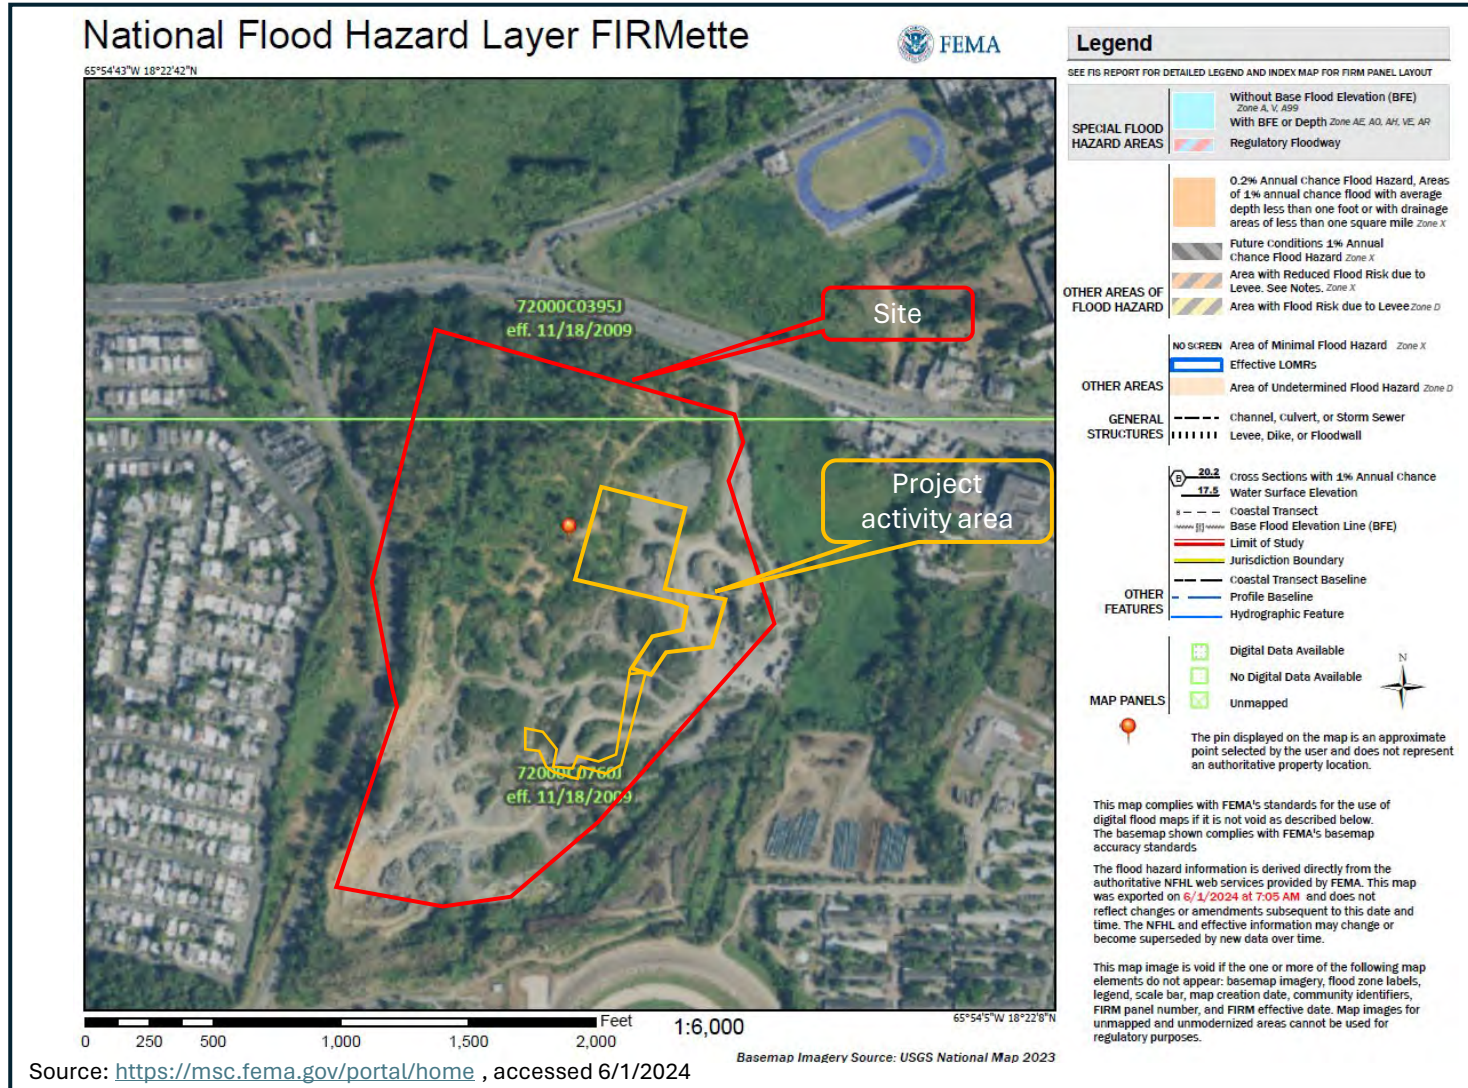 National Flood Hazard Layer FIRMette
FEMA
65°54'43"W 18°22'42"N
72000C0395J
eff. 11/18/2009
Site
Project
activity area
72000C0760J
eff. 11/18/2009
0 250 500 1,000 1,500 2,000 Feet
1:6,000
65°54'5"W 18°22'8"N
Basemap Imagery Source: USGS National Map 2023
Source: https://msc.fema.gov/portal/home , accessed 6/1/2024
Legend
SEE FIS REPORT FOR DETAILED LEGEND AND INDEX MAP FOR FIRM PANEL LAYOUT
SPECIAL FLOOD
HAZARD AREAS
Without Base Flood Elevation (BFE)
Zone A, V, A99
With BFE or Depth Zone AE, AO, AH, VE, AR
Regulatory Floodway
OTHER AREAS OF
FLOOD HAZARD
0.2% Annual Chance Flood Hazard, Areas
of 1% annual chance flood with average
depth less than one foot or with drainage
areas of less than one square mile Zone X
Future Conditions 1% Annual
Chance Flood Hazard Zone X
Area with Reduced Flood Risk due to
Levee. See Notes. Zone X
Area with Flood Risk due to Levee Zone D
OTHER AREAS
NO SCREEN Area of Minimal Flood Hazard Zone X
Effective LOMRs
Area of Undetermined Flood Hazard Zone D
GENERAL
STRUCTURES
Channel, Culvert, or Storm Sewer
Levee, Dike, or Floodwall
OTHER
FEATURES
B 20.2 Cross Sections with 1% Annual Chance
17.5 Water Surface Elevation
8 Coastal Transect
Base Flood Elevation Line (BFE)
Limit of Study
Jurisdiction Boundary
Coastal Transect Baseline
Profile Baseline
Hydrographic Feature
MAP PANELS
Digital Data Available
No Digital Data Available
Unmapped
N
The pin displayed on the map is an approximate
point selected by the user and does not represent
an authoritative property location.
This map complies with FEMA's standards for the use of
digital flood maps if it is not void as described below.
The basemap shown complies with FEMA's basemap
accuracy standards
The flood hazard information is derived directly from the
authoritative NFHL web services provided by FEMA. This map
was exported on 6/1/2024 at 7:05 AM and does not
reflect changes or amendments subsequent to this date and
time. The NFHL and effective information may change or
become superseded by new data over time.
This map image is void if the one or more of the following map
elements do not appear: basemap imagery, flood zone labels,
legend, scale bar, map creation date, community identifiers,
FIRM panel number, and FIRM effective date. Map images for
unmapped and unmodernized areas cannot be used for
regulatory purposes.